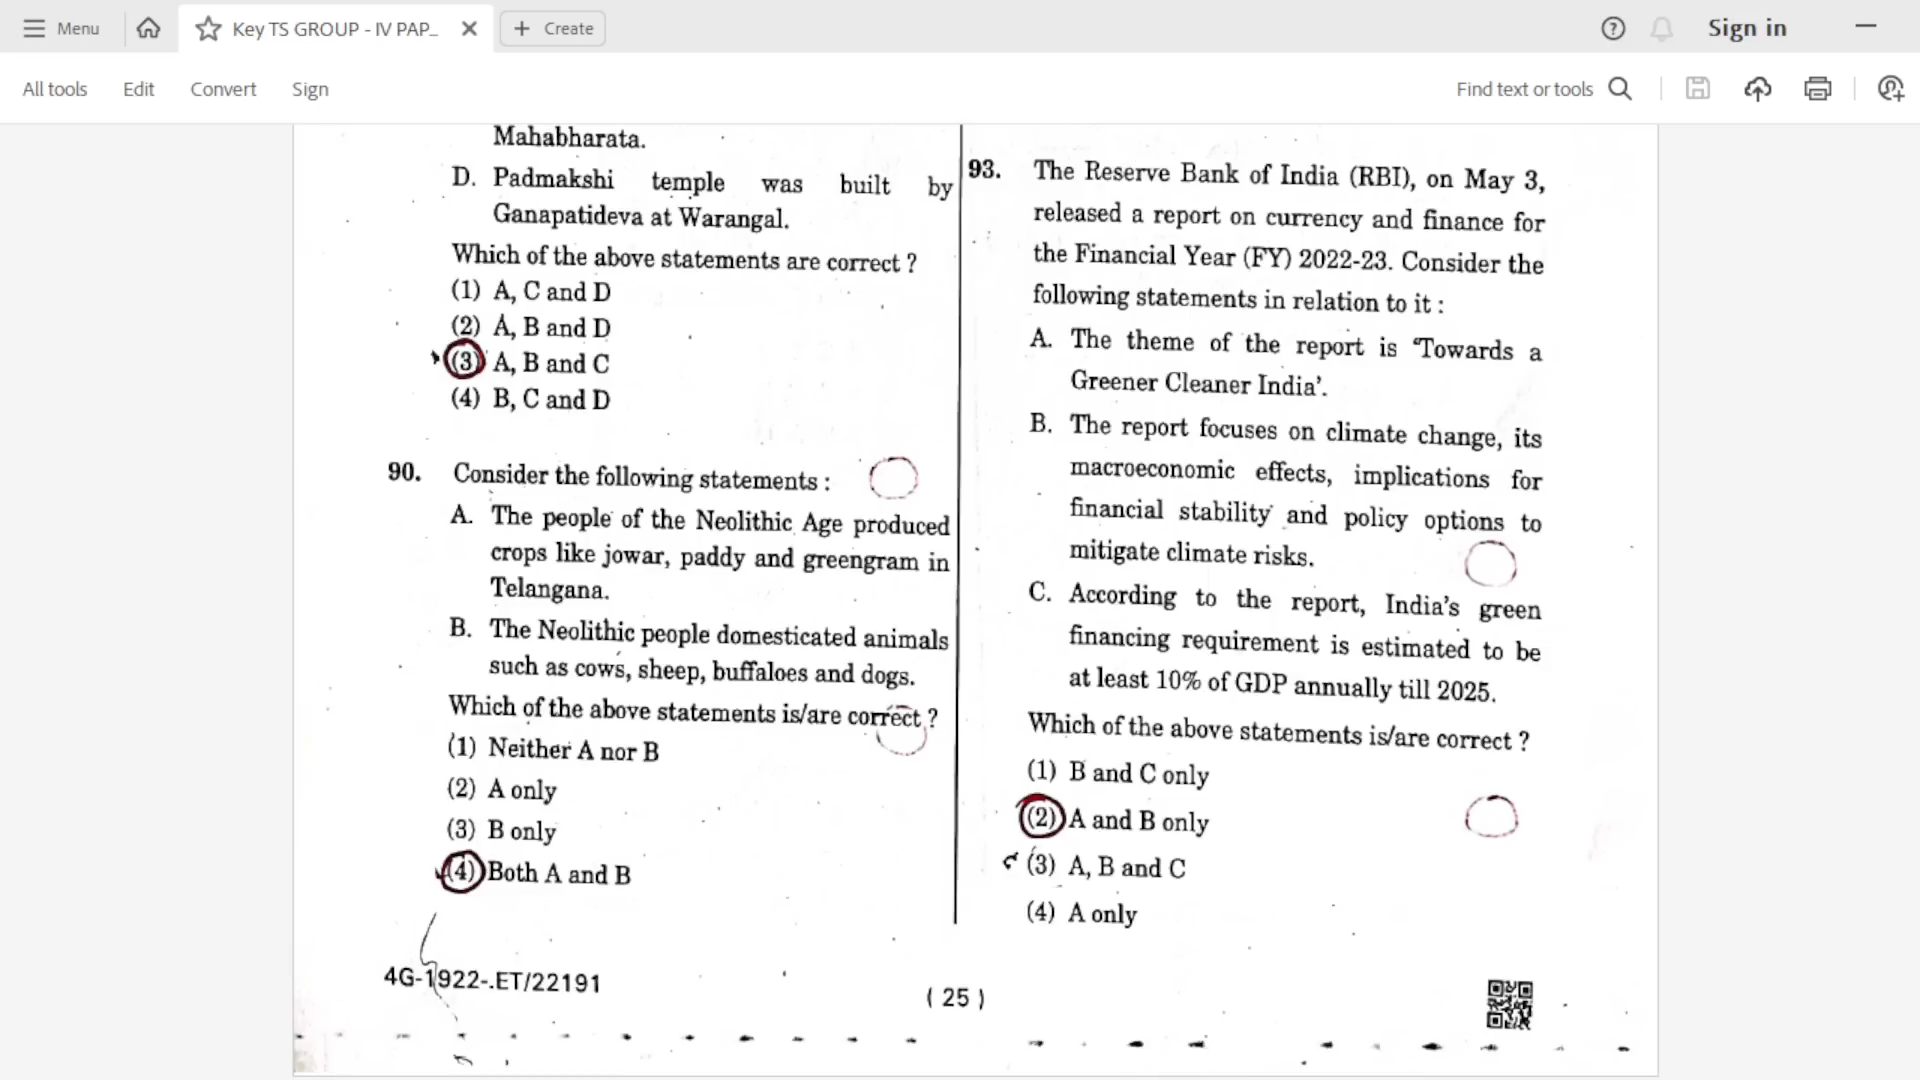 Menu
Key TS GROUP - IV PAP_
Create
Sign in
All tools
Edit
Convert
Sign
Find text or tools
Mahabharata.
D. Padmakshi temple was built by
Ganapatideva at Warangal.
Which of the above statements are correct ?
(1) A, C and D
(2) A, B and D
(3) A, B and C
(4) B, C and D
90. Consider the following statements :
A. The people of the Neolithic Age produced
crops like jowar, paddy and greengram in
Telangana.
B. The Neolithic people domesticated animals
such as cows, sheep, buffaloes and dogs.
Which of the above statements is/are correct ?
(1) Neither A nor B
(2) A only
(3) B only
(4) Both A and B
4G-1922-.ET/22191
93. The Reserve Bank of India (RBI), on May 3,
released a report on currency and finance for
the Financial Year (FY) 2022-23. Consider the
following statements in relation to it :
A. The theme of the report is 'Towards a
Greener Cleaner India'.
B. The report focuses on climate change, its
macroeconomic effects, implications for
financial stability and policy options to
mitigate climate risks.
C. According to the report, India's green
financing requirement is estimated to be
at least 10% of GDP annually till 2025.
Which of the above statements is/are correct ?
(1) B and C only
(2) A and B only
(3) A, B and C
(4) A only
( 25 )